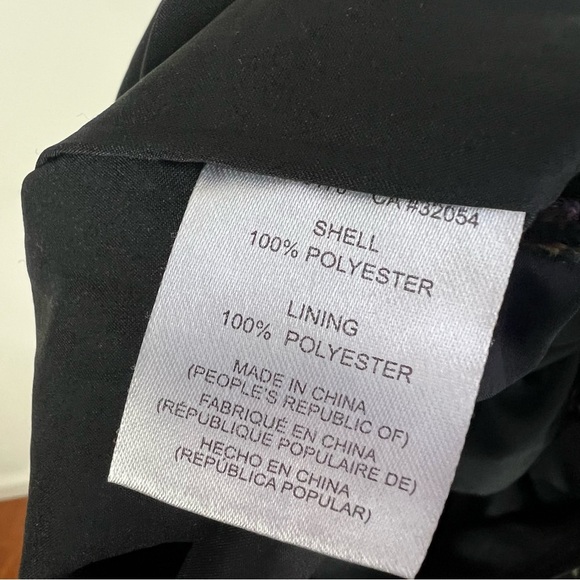 CA #32054
SHELL
100% POLYESTER
LINING
100% POLYESTER
MADE IN CHINA
(PEOPLE'S REPUBLIC OF)
FABRIQUÉ EN CHINA
(RÉPUBLIQUE POPULAIRE DE)
HECHO EN CHINA
(REPÚBLICA POPULAR)